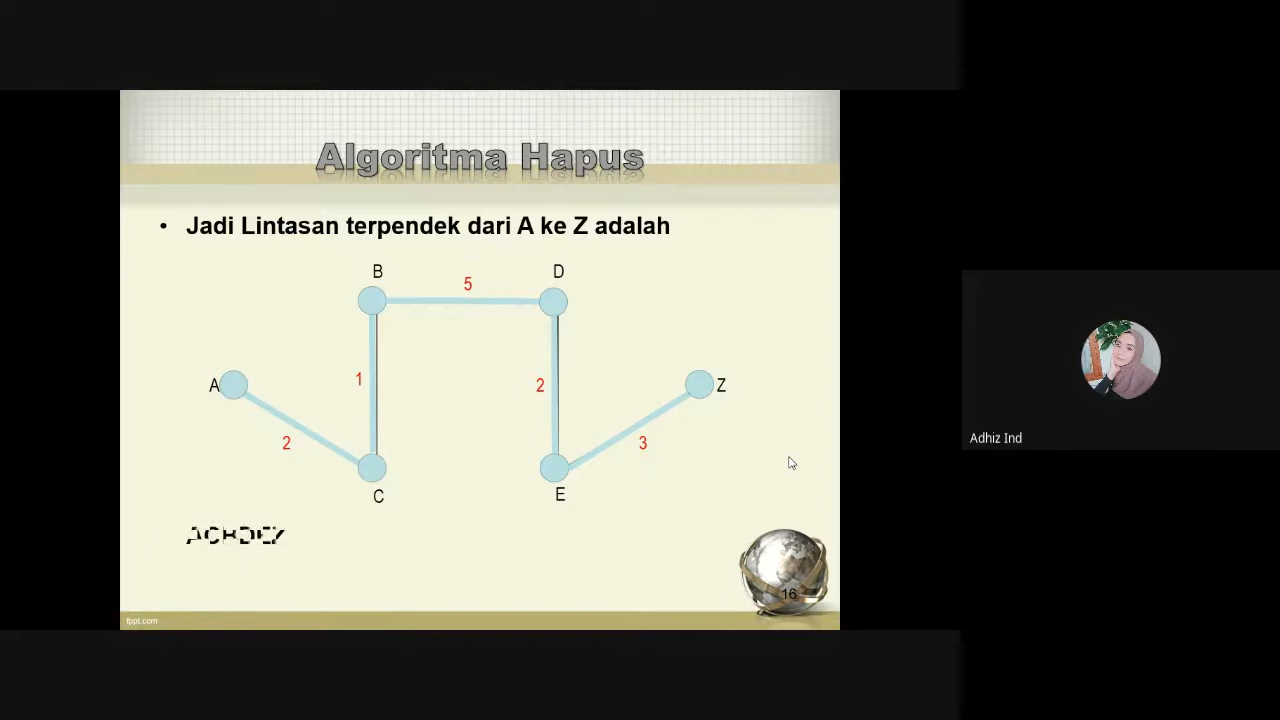 Algoritma Hapus
• Jadi Lintasan terpendek dari A ke Z adalah
B
D
5
A
1
2
Z
2
3
C
E
ACBDEZ
16
fppt.com
Adhiz Ind